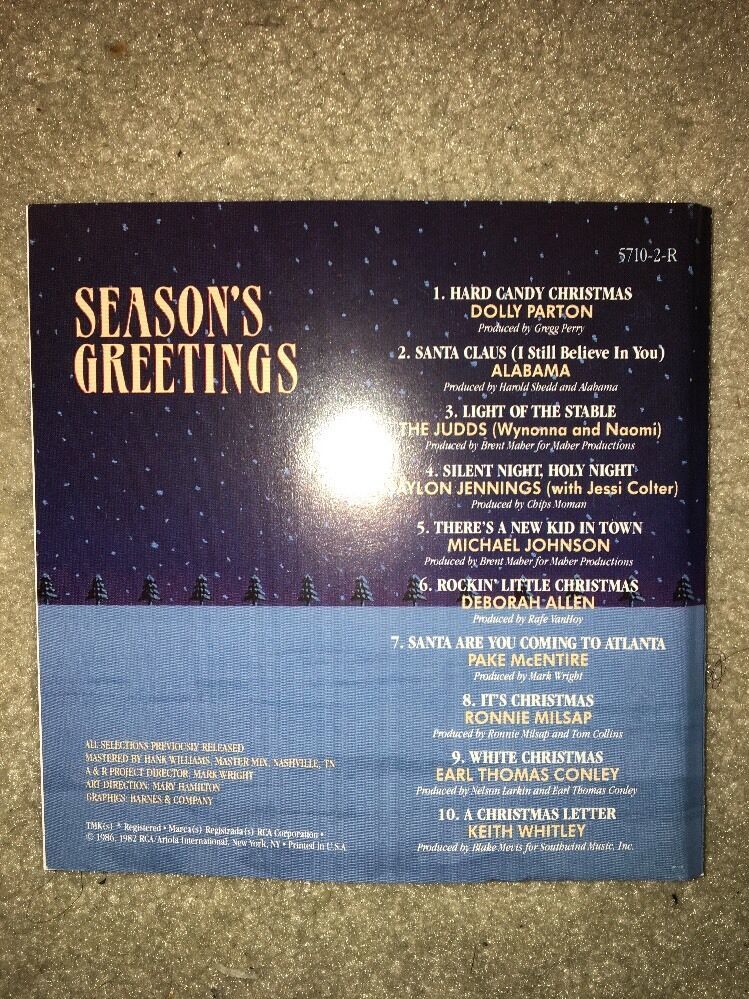 SEASON'S
GREETINGS
5710-2-R
1. HARD CANDY CHRISTMAS
DOLLY PARTON
Produced by Gregg Perry
2. SANTA CLAUS (I Still Believe In You)
ALABAMA
Produced by Harold Shedd and Alabama
3. LIGHT OF THE STABLE
THE JUDDS (Wynonna and Naomi)
Produced by Brent Maher for Maher Productions
4. SILENT NIGHT, HOLY NIGHT
AYLON JENNINGS (with Jessi Colter)
Produced by Chips Moman
5. THERE'S A NEW KID IN TOWN
MICHAEL JOHNSON
Produced by Brent Maher for Maher Productions
6. ROCKIN' LITTLE CHRISTMAS
DEBORAH ALLEN
Produced by Rafe VanHoy
7. SANTA ARE YOU COMING TO ATLANTA
PAKE McENTIRE
Produced by Mark Wright
8. IT'S CHRISTMAS
RONNIE MILSAP
Produced by Ronnie Milsap and Tom Collins
9. WHITE CHRISTMAS
EARL THOMAS CONLEY
Produced by Nelson Larkin and Earl Thomas Conley
10. A CHRISTMAS LETTER
KEITH WHITLEY
Produced by Blake Mevis for Southwind Music, Inc.
ALL SELECTIONS PREVIOUSLY RELEASED
MASTERED BY HANK WILLIAMS, MASTER MIX, NASHVILLE, TN
A & R PROJECT DIRECTOR: MARK WRIGHT
ART DIRECTION: MARY HAMILTON
GRAPHICS: BARNES & COMPANY
TMK(s) ® Registered • Marca(s) Registrada(s) RCA Corporation •
© 1986, 1982 RCA/Ariola International, New York, NY • Printed in U.S.A.